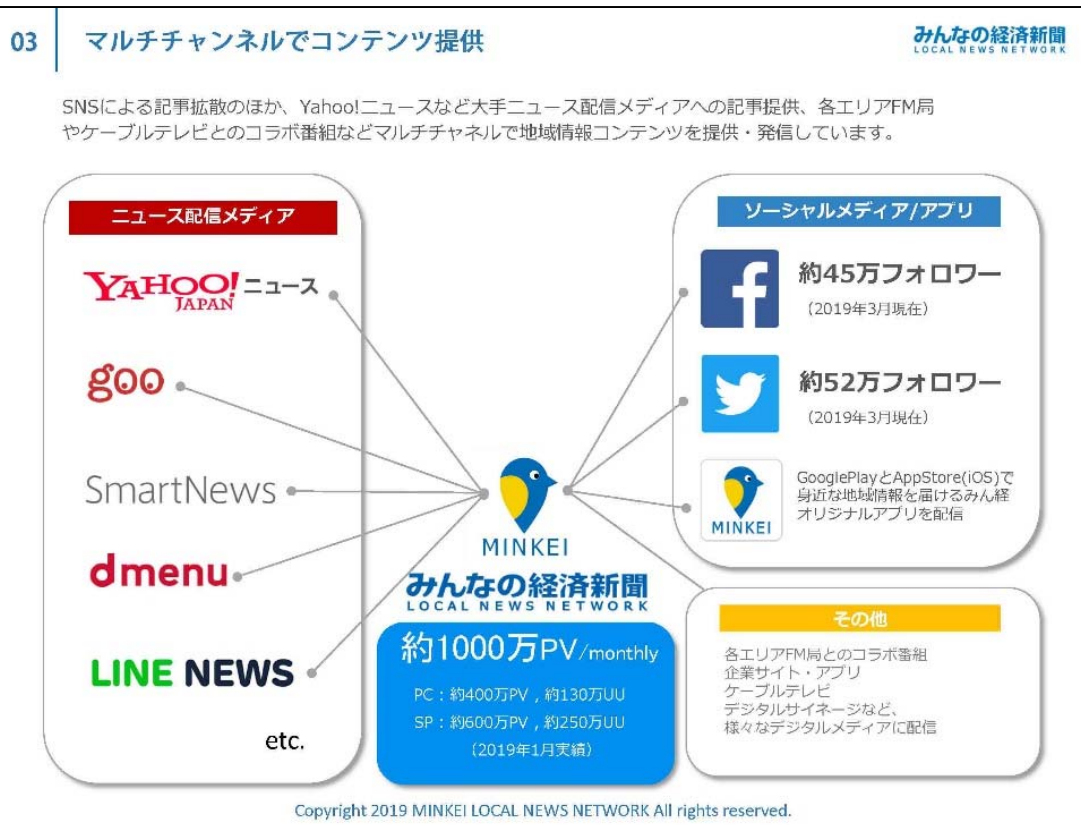 03
マルチチャンネルでコンテンツ提供
みんなの経済新聞
LOCAL NEWS NETWORK
SNSによる記事拡散のほか、Yahoo!ニュースなど大手ニュース配信メディアへの記事提供、各エリアFM局
やケーブルテレビとのコラボ番組などマルチチャネルで地域情報コンテンツを提供・発信しています。
ニュース配信メディア
YAHOO!ニュース
JAPAN
goo
SmartNews
dmenu
LINE NEWS
etc.
MINKEI
みんなの経済新聞
LOCAL NEWS NETWORK
約1000万PV/monthly
PC：約400万PV , 約130万UU
SP：約600万PV , 約250万UU
（2019年1月実績）
ソーシャルメディア/アプリ
f
約45万フォロワー
（2019年3月現在）
約52万フォロワー
（2019年3月現在）
MINKEI
GooglePlayとAppStore(iOS)で
身近な地域情報を届けるみん経
オリジナルアプリを配信
その他
各エリアFM局とのコラボ番組
企業サイト・アプリ
ケーブルテレビ
デジタルサイネージなど、
様々なデジタルメディアに配信
Copyright 2019 MINKEI LOCAL NEWS NETWORK All rights reserved.